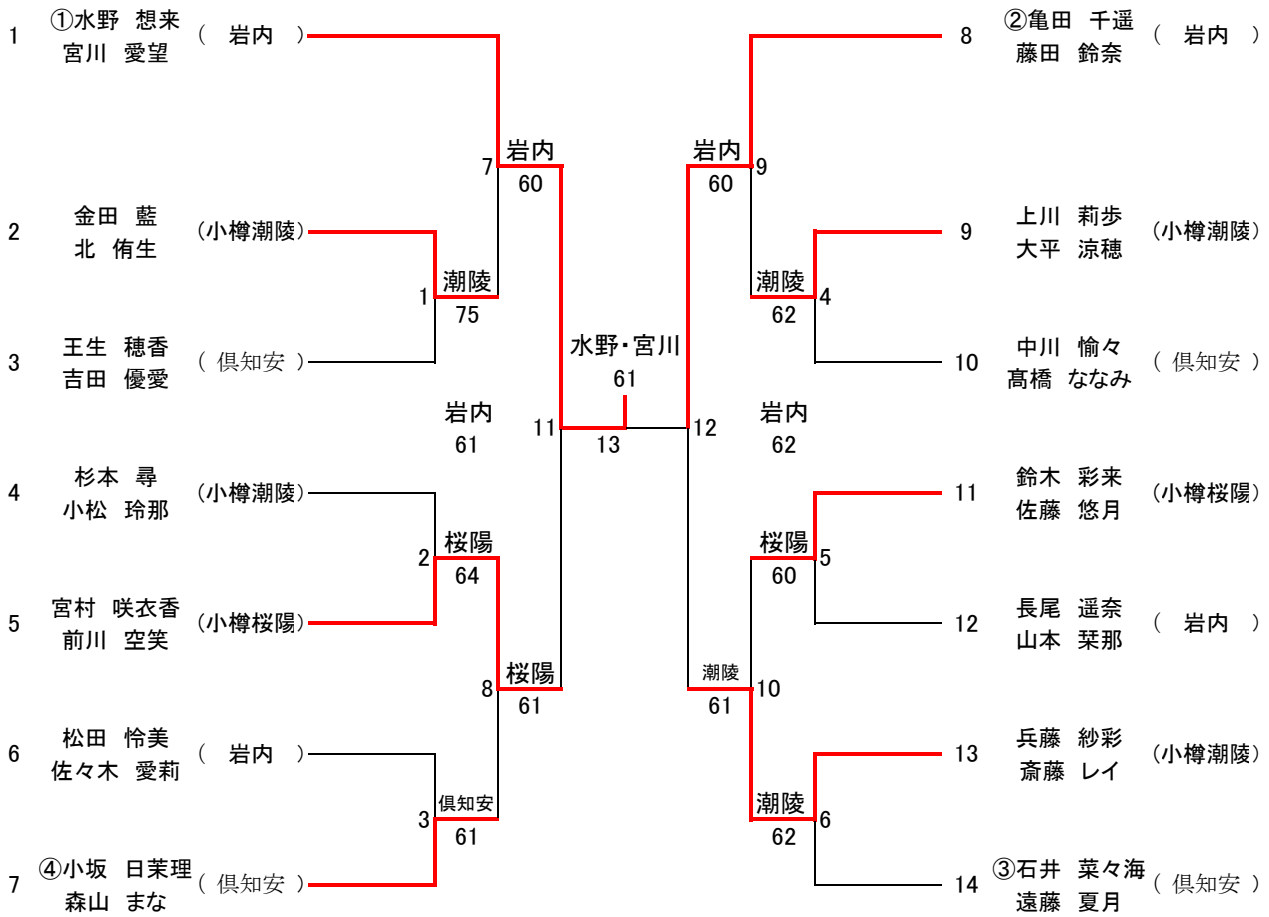 1 ①水野 想来 ( 岩内 )
宮川 愛望
②亀田 千遥 ( 岩内 ) 8
藤田 鈴奈
7 岩内
60
岩内 9
60
2 金田 藍 (小樽潮陵)
北 侑生
上川 莉歩 (小樽潮陵) 9
大平 涼穂
1 潮陵
75
潮陵 4
62
3 王生 穂香 ( 倶知安 )
吉田 優愛
水野・宮川
61
10 中川 愉々 ( 倶知安 )
髙橋 ななみ
岩内 11
61
13
12 岩内
62
4 杉本 尋 (小樽潮陵)
小松 玲那
11 鈴木 彩来 (小樽桜陽)
佐藤 悠月
2 桜陽
64
桜陽 5
60
5 宮村 咲衣香 (小樽桜陽)
前川 空笑
12 長尾 遥奈 ( 岩内 )
山本 栞那
8 桜陽
61
潮陵 10
61
6 松田 怜美 ( 岩内 )
佐々木 愛莉
13 兵藤 紗彩 (小樽潮陵)
斎藤 レイ
3 倶知安
61
潮陵 6
62
7 ④小坂 日茉理 ( 倶知安 )
森山 まな
14 ③石井 菜々海 ( 倶知安 )
遠藤 夏月